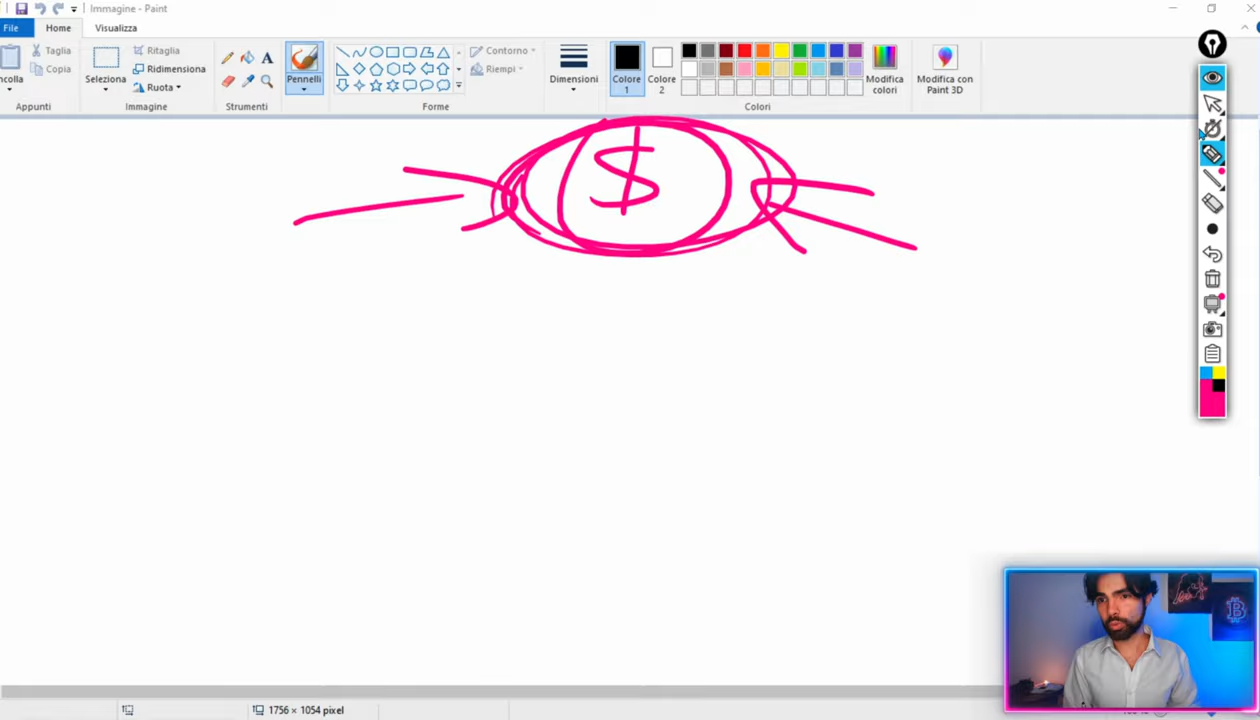 Immagine - Paint
File Home Visualizza
Taglia
Copia
Appunti
Seleziona
Ritaglia
Ridimensiona
Ruota
Immagine
A
Strumenti
Pennelli
Forme
Contorno
Riempi
Dimensioni
Colore 1
Colore 2
Modifica colori
Modifica con Paint 3D
Colori
$
1756 × 1054 pixel